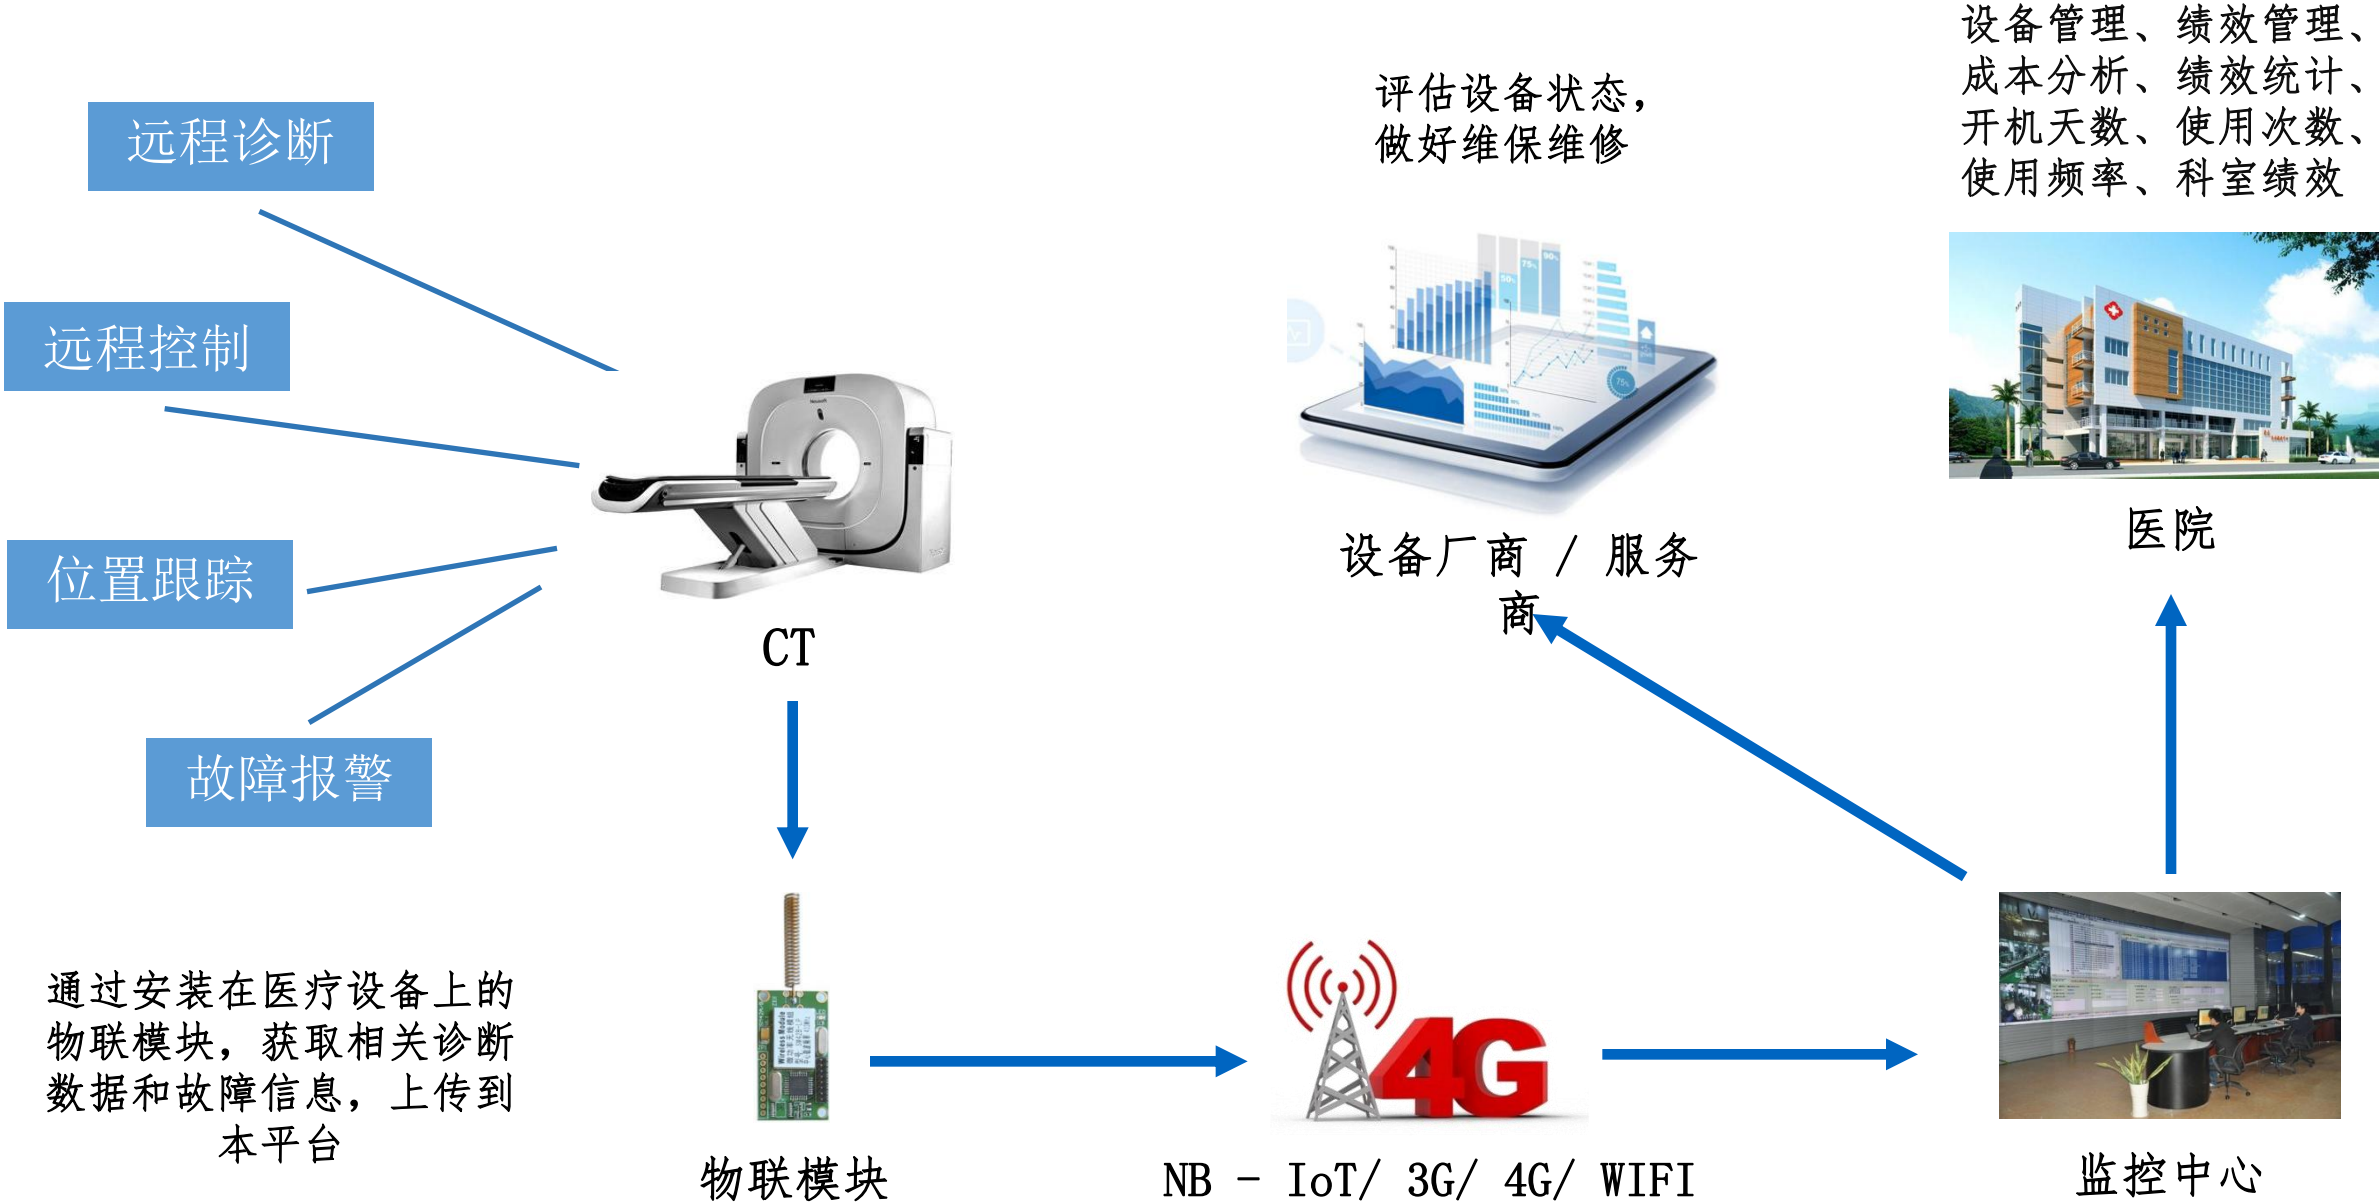 设备管理、绩效管理、
成本分析、绩效统计、
开机天数、使用次数、
使用频率、科室绩效
评估设备状态，
做好维保维修
远程诊断
远程控制
位置跟踪
故障报警
CT
50%
75%
90%
75%
设备厂商 / 服务
商
医院
通过安装在医疗设备上的
物联模块，获取相关诊断
数据和故障信息，上传到
本平台
Wireless Module
4G
物联模块
NB - IoT/ 3G/ 4G/ WIFI
监控中心